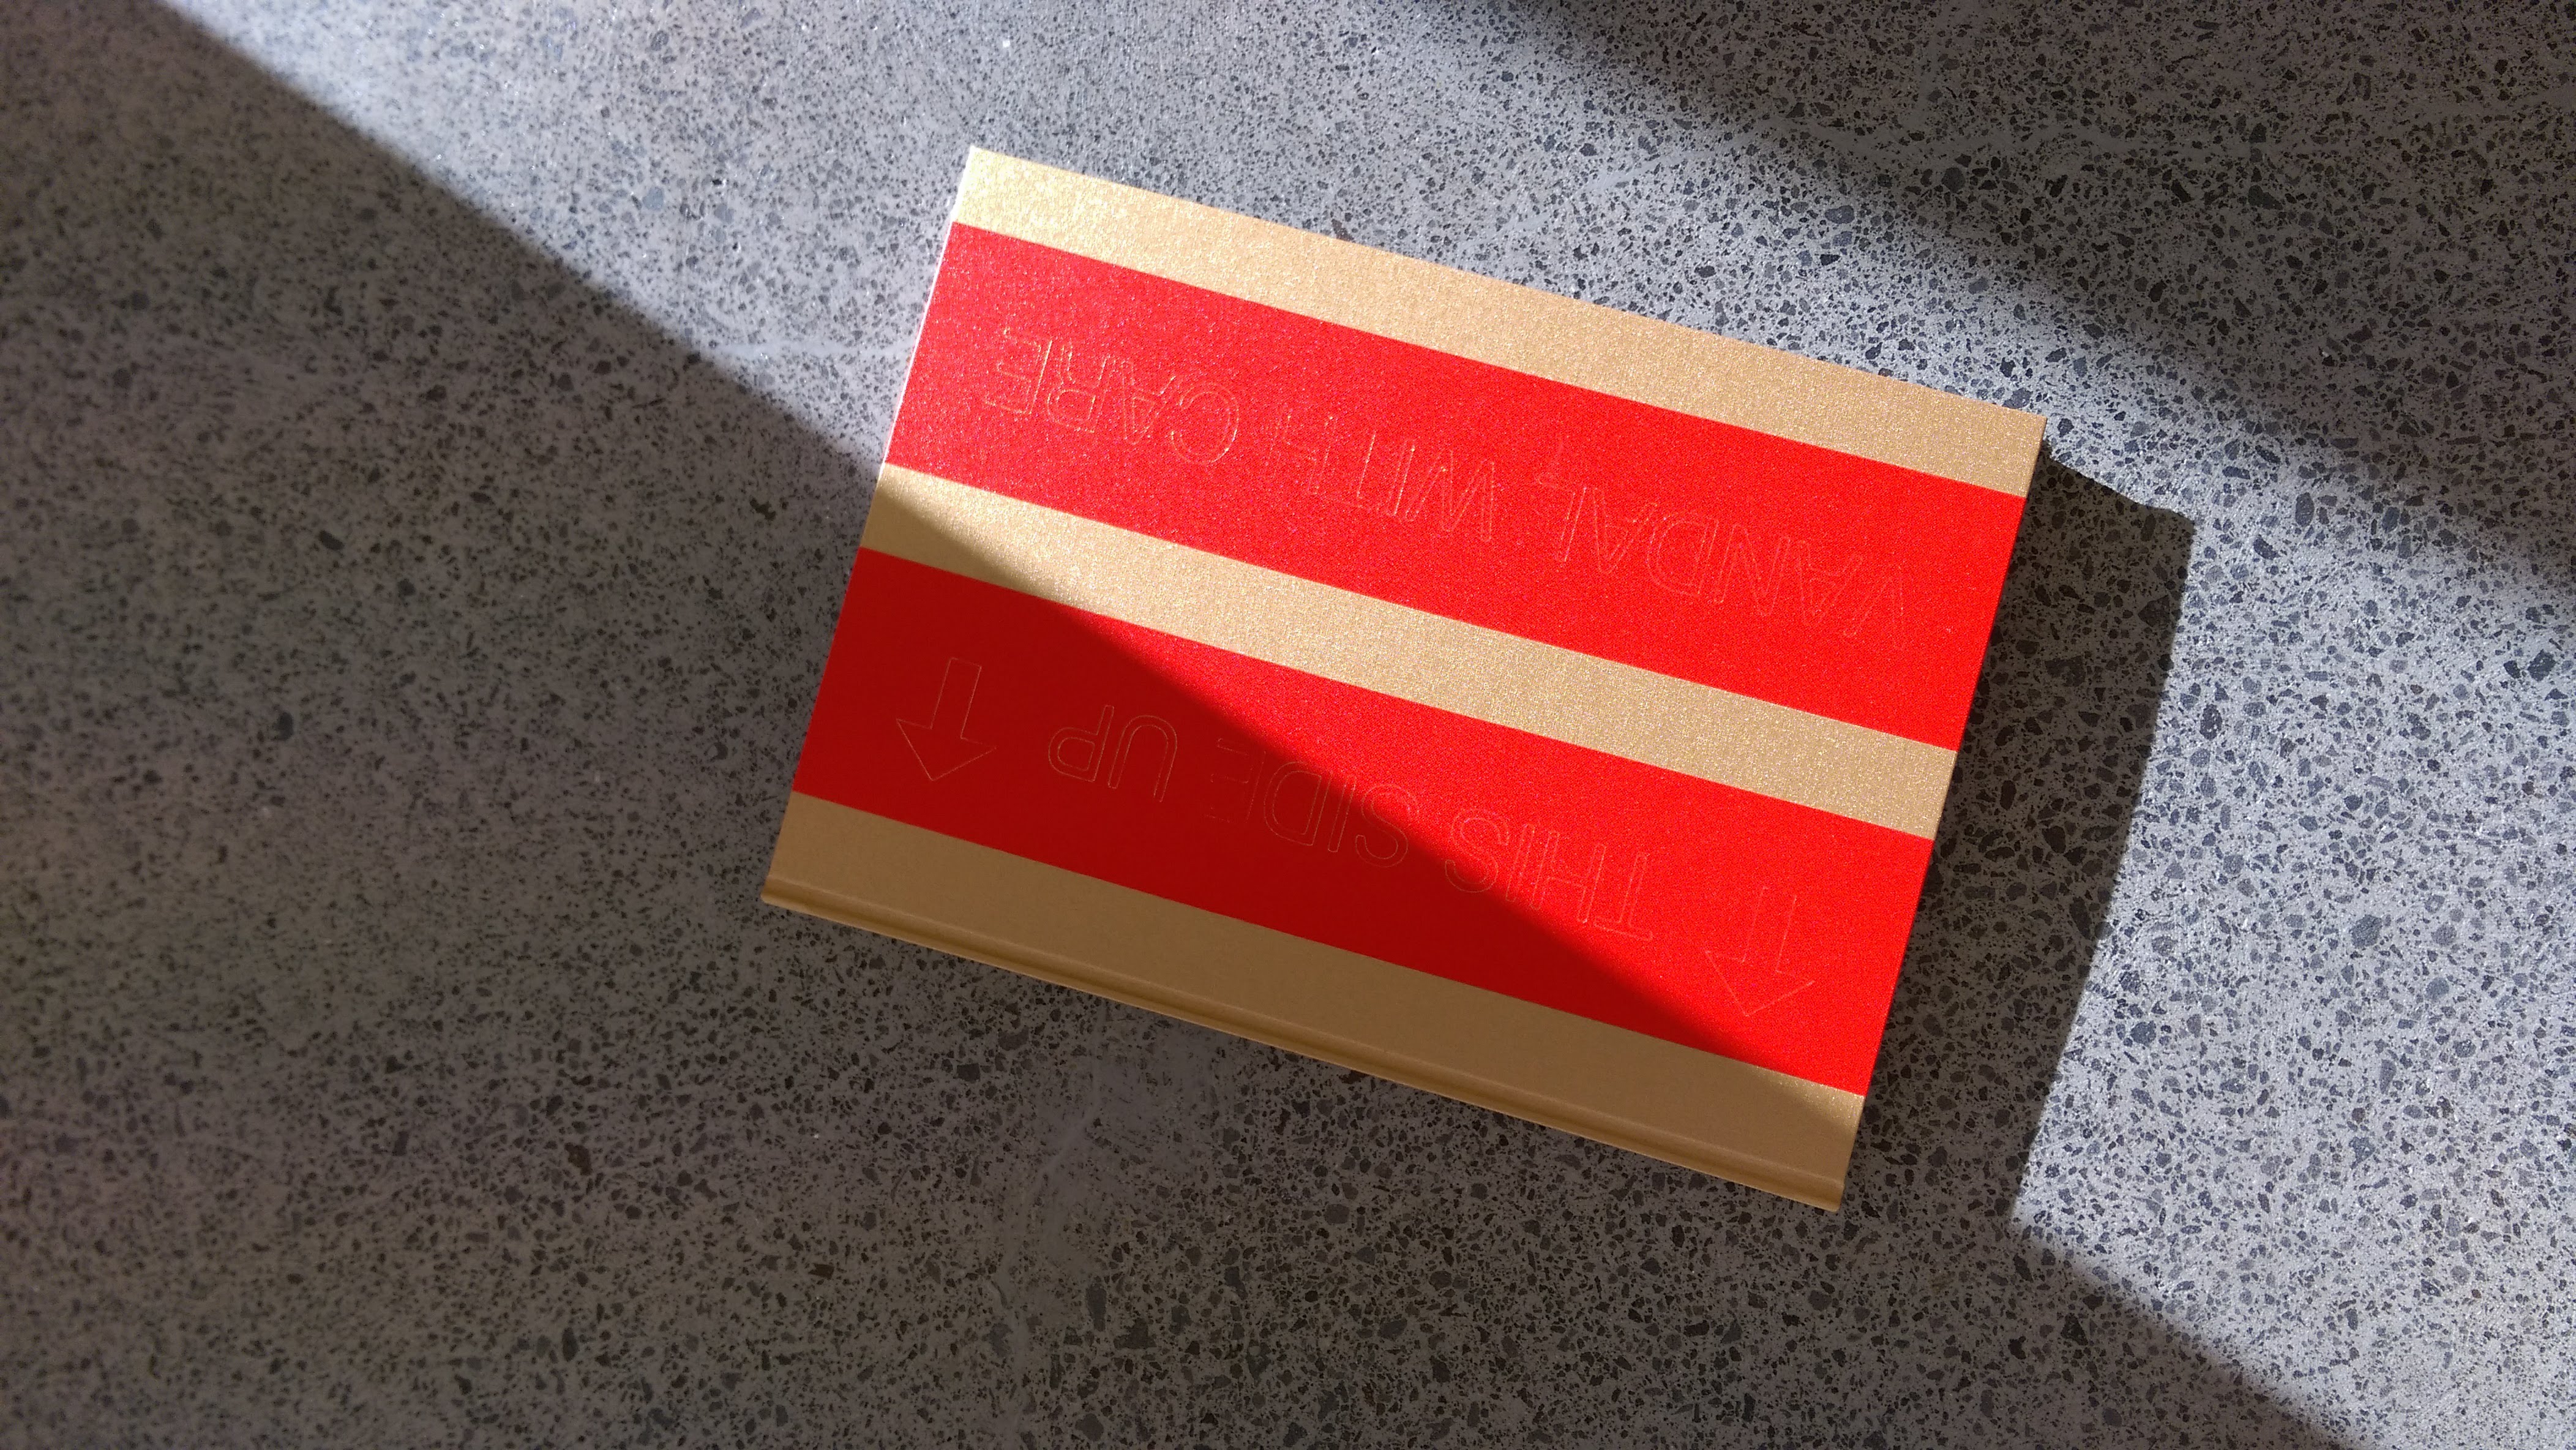 ↑ THIS SIDE UP ↑
VANDAL WITH CARE